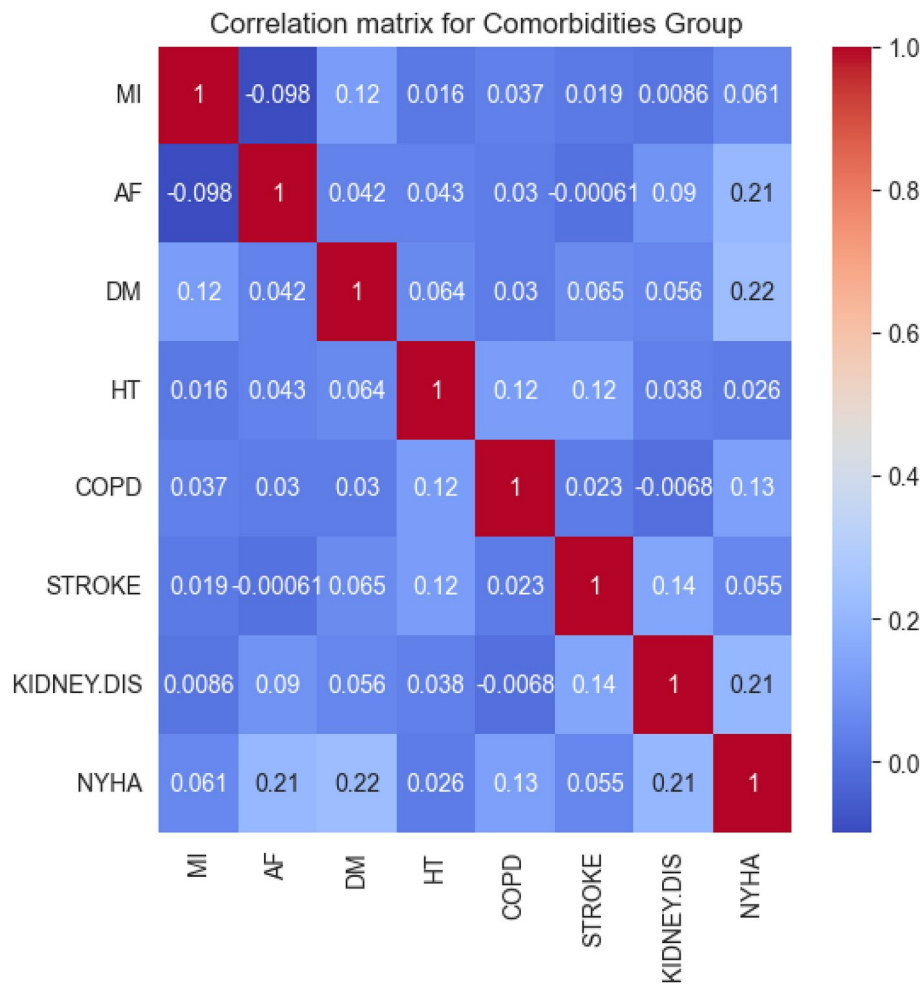 Correlation matrix for Comorbidities Group
MI 1 -0.098 0.12 0.016 0.037 0.019 0.0086 0.061
AF -0.098 1 0.042 0.043 0.03 -0.00061 0.09 0.21
DM 0.12 0.042 1 0.064 0.03 0.065 0.056 0.22
HT 0.016 0.043 0.064 1 0.12 0.12 0.038 0.026
COPD 0.037 0.03 0.03 0.12 1 0.023 -0.0068 0.13
STROKE 0.019 -0.00061 0.065 0.12 0.023 1 0.14 0.055
KIDNEY.DIS 0.0086 0.09 0.056 0.038 -0.0068 0.14 1 0.21
NYHA 0.061 0.21 0.22 0.026 0.13 0.055 0.21 1
MI AF DM HT COPD STROKE KIDNEY.DIS NYHA
1.0
0.8
0.6
0.4
0.2
0.0